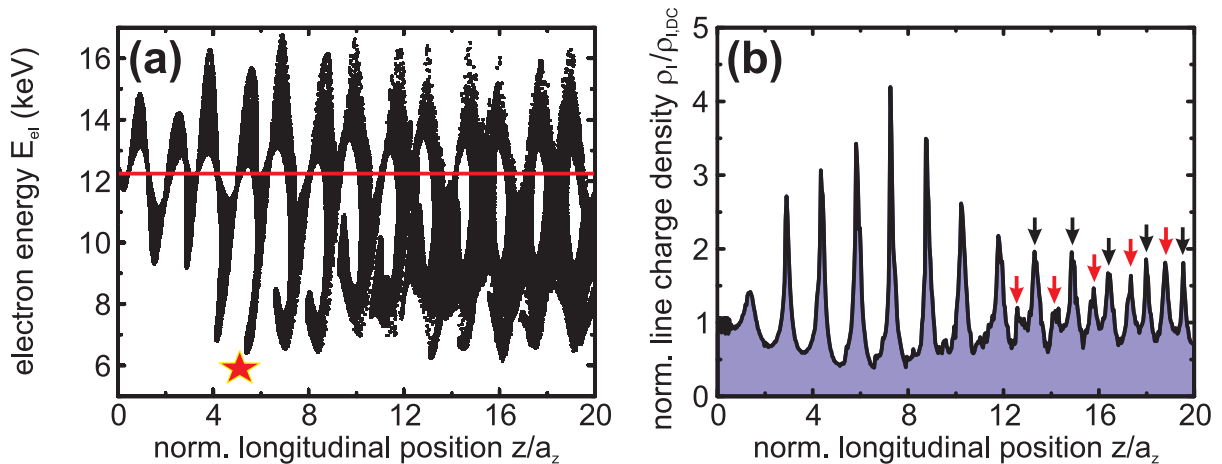 (a)
electron energy E_el (keV)
16
14
12
10
8
6
0 4 8 12 16 20
norm. longitudinal position z/a_z
(b)
norm. line charge density ρ_l/ρ_l,DC
5
4
3
2
1
0
0 4 8 12 16 20
norm. longitudinal position z/a_z